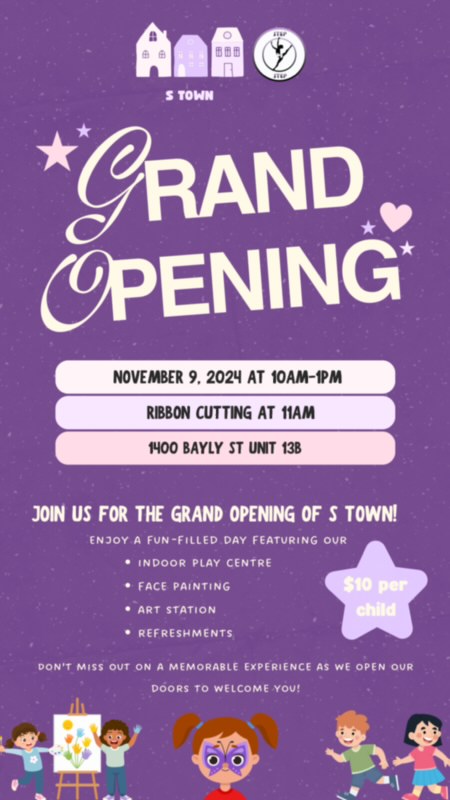 STEP
STEP
S TOWN
GRAND
OPENING
NOVEMBER 9, 2024 AT 10AM-1PM
RIBBON CUTTING AT 11AM
1400 BAYLY ST UNIT 13B
JOIN US FOR THE GRAND OPENING OF S TOWN!
ENJOY A FUN-FILLED DAY FEATURING OUR
• INDOOR PLAY CENTRE
• FACE PAINTING
• ART STATION
• REFRESHMENTS
$10 per
child
DON'T MISS OUT ON A MEMORABLE EXPERIENCE AS WE OPEN OUR
DOORS TO WELCOME YOU!